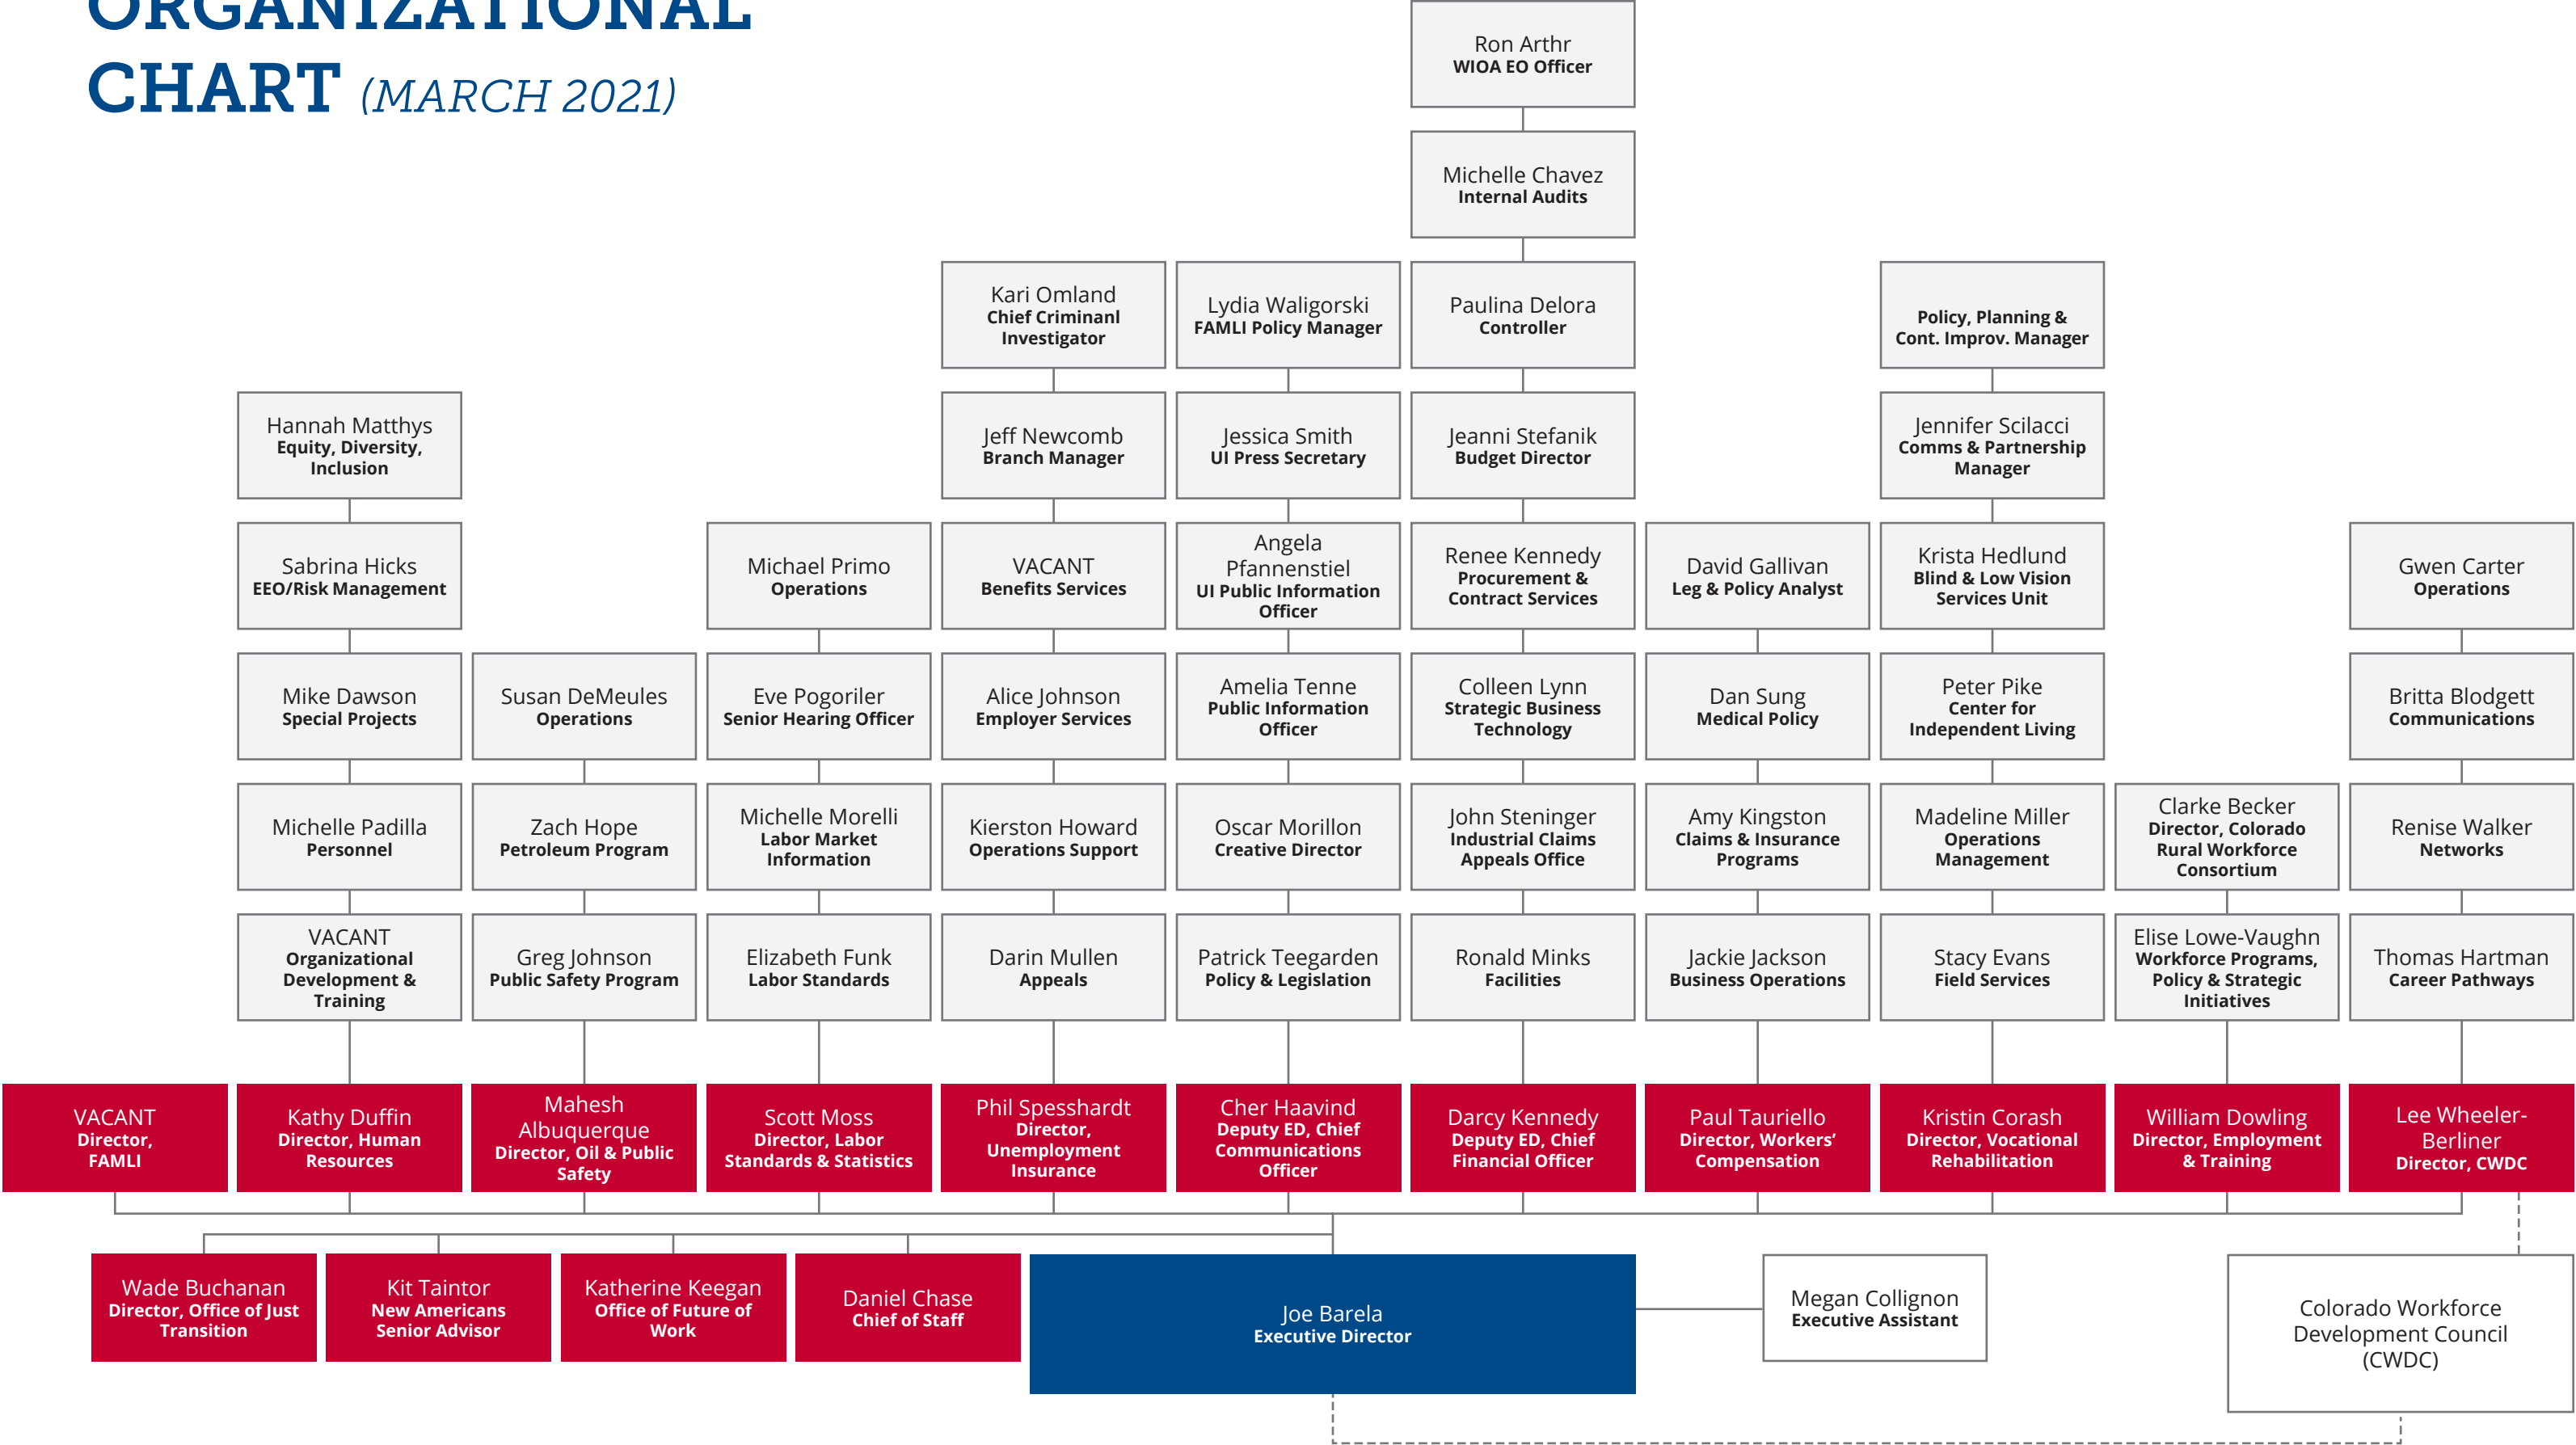 ORGANIZATIONAL
CHART (MARCH 2021)
Ron Arthr
WIOA EO Officer
Michelle Chavez
Internal Audits
Kari Omland
Chief Criminanl
Investigator
Lydia Waligorski
FAMLI Policy Manager
Paulina Delora
Controller
Policy, Planning &
Cont. Improv. Manager
Hannah Matthys
Equity, Diversity,
Inclusion
Jeff Newcomb
Branch Manager
Jessica Smith
UI Press Secretary
Jeanni Stefanik
Budget Director
Jennifer Scilacci
Comms & Partnership
Manager
Sabrina Hicks
EEO/Risk Management
Michael Primo
Operations
VACANT
Benefits Services
Angela
Pfannenstiel
UI Public Information
Officer
Renee Kennedy
Procurement &
Contract Services
David Gallivan
Leg & Policy Analyst
Krista Hedlund
Blind & Low Vision
Services Unit
Gwen Carter
Operations
Mike Dawson
Special Projects
Susan DeMeules
Operations
Eve Pogoriler
Senior Hearing Officer
Alice Johnson
Employer Services
Amelia Tenne
Public Information
Officer
Colleen Lynn
Strategic Business
Technology
Dan Sung
Medical Policy
Peter Pike
Center for
Independent Living
Britta Blodgett
Communications
Michelle Padilla
Personnel
Zach Hope
Petroleum Program
Michelle Morelli
Labor Market
Information
Kierston Howard
Operations Support
Oscar Morillon
Creative Director
John Steninger
Industrial Claims
Appeals Office
Amy Kingston
Claims & Insurance
Programs
Madeline Miller
Operations
Management
Clarke Becker
Director, Colorado
Rural Workforce
Consortium
Renise Walker
Networks
VACANT
Organizational
Development &
Training
Greg Johnson
Public Safety Program
Elizabeth Funk
Labor Standards
Darin Mullen
Appeals
Patrick Teegarden
Policy & Legislation
Ronald Minks
Facilities
Jackie Jackson
Business Operations
Stacy Evans
Field Services
Elise Lowe-Vaughn
Workforce Programs,
Policy & Strategic
Initiatives
Thomas Hartman
Career Pathways
VACANT
Director,
FAMLI
Kathy Duffin
Director, Human
Resources
Mahesh
Albuquerque
Director, Oil & Public
Safety
Scott Moss
Director, Labor
Standards & Statistics
Phil Spesshardt
Director,
Unemployment
Insurance
Cher Haavind
Deputy ED, Chief
Communications
Officer
Darcy Kennedy
Deputy ED, Chief
Financial Officer
Paul Tauriello
Director, Workers’
Compensation
Kristin Corash
Director, Vocational
Rehabilitation
William Dowling
Director, Employment
& Training
Lee Wheeler-
Berliner
Director, CWDC
Wade Buchanan
Director, Office of Just
Transition
Kit Taintor
New Americans
Senior Advisor
Katherine Keegan
Office of Future of
Work
Daniel Chase
Chief of Staff
Joe Barela
Executive Director
Megan Collignon
Executive Assistant
Colorado Workforce
Development Council
(CWDC)